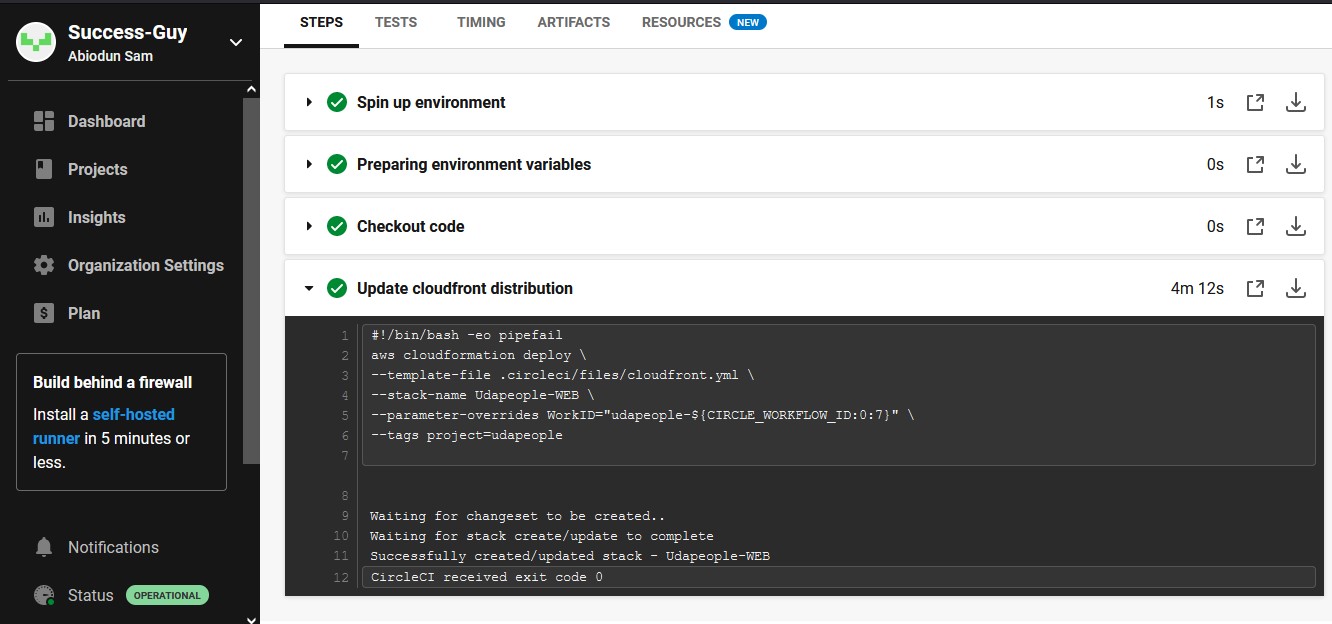 Success-Guy
Abiodun Sam
Dashboard
Projects
Insights
Organization Settings
Plan
Build behind a firewall
Install a self-hosted
runner in 5 minutes or
less.
Notifications
Status OPERATIONAL
STEPS TESTS TIMING ARTIFACTS RESOURCES NEW
Spin up environment 1s
Preparing environment variables 0s
Checkout code 0s
Update cloudfront distribution 4m 12s
1 #!/bin/bash -eo pipefail
2 aws cloudformation deploy \
3 --template-file .circleci/files/cloudfront.yml \
4 --stack-name Udapeople-WEB \
5 --parameter-overrides WorkID="udapeople-${CIRCLE_WORKFLOW_ID:0:7}" \
6 --tags project=udapeople
7
8
9 Waiting for changeset to be created..
10 Waiting for stack create/update to complete
11 Successfully created/updated stack - Udapeople-WEB
12 CircleCI received exit code 0